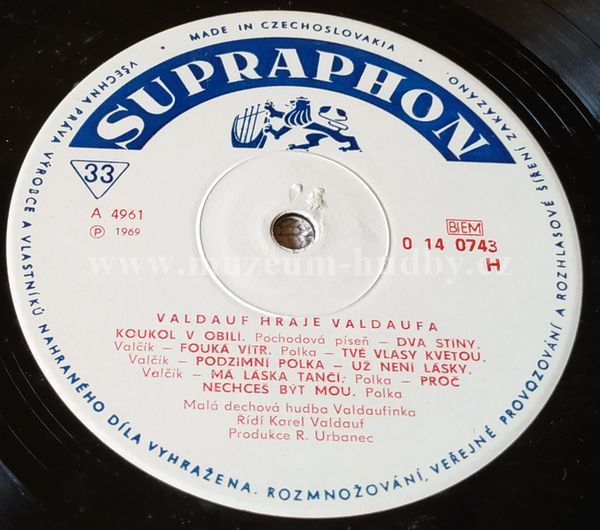 • MADE IN CZECHOSLOVAKIA •
SUPRAPHON
33
A 4961
Ⓟ 1969
BIEM
0 14 0743
H
www.muzeum-hudby.cz
VALDAUF HRAJE VALDAUFA
KOUKOL V OBILÍ. Pochodová píseň – DVA STÍNY.
Valčík – FOUKÁ VÍTR. Polka – TVÉ VLASY KVETOU.
Valčík – PODZIMNÍ POLKA – UŽ NENÍ LÁSKY.
Valčík – MÁ LÁSKA TANČÍ. Polka – PROČ
NECHCEŠ BÝT MOU. Polka
Malá dechová hudba Valdaufinka
Řídí Karel Valdauf
Produkce R. Urbanec
VŠECHNA PRÁVA VÝROBCE A VLASTNÍKŮ NAHRANÉHO DÍLA VYHRAŽENA. ROZMNOŽOVÁNÍ, VEŘEJNÉ PROVOZOVÁNÍ A ROZHLASOVÉ ŠÍŘENÍ ZAKÁZÁNO